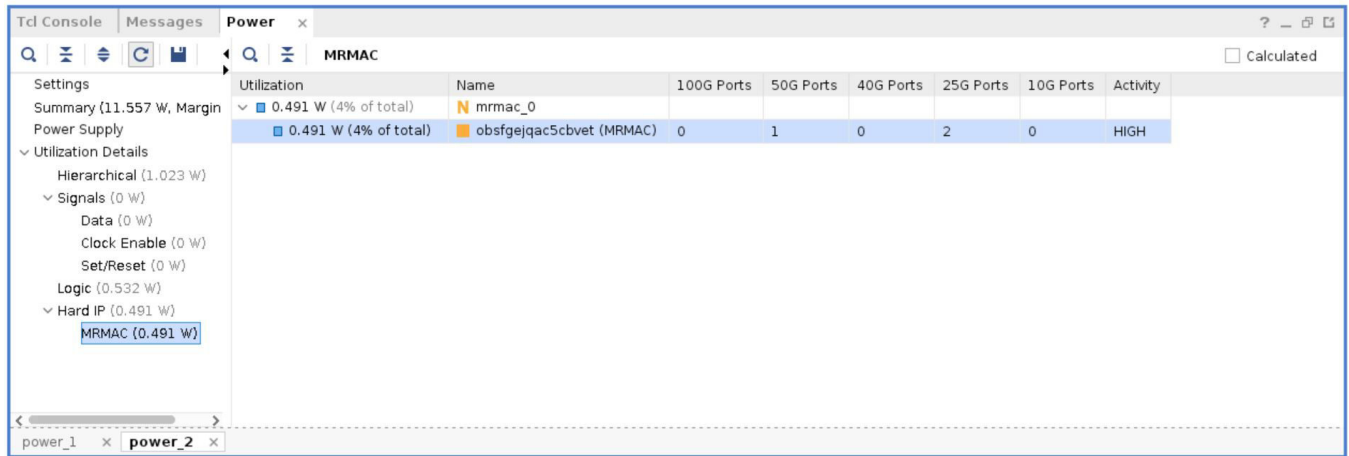 Tcl Console Messages Power × ? _
MRMAC Calculated
Settings
Summary (11.557 W, Margin
Power Supply
Utilization Details
Hierarchical (1.023 W)
Signals (0 W)
Data (0 W)
Clock Enable (0 W)
Set/Reset (0 W)
Logic (0.532 W)
Hard IP (0.491 W)
MRMAC (0.491 W)
Utilization Name 100G Ports 50G Ports 40G Ports 25G Ports 10G Ports Activity
0.491 W (4% of total) N mrmac_0
0.491 W (4% of total) obsfgejqac5cbvet (MRMAC) 0 1 0 2 0 HIGH
power_1 × power_2 ×